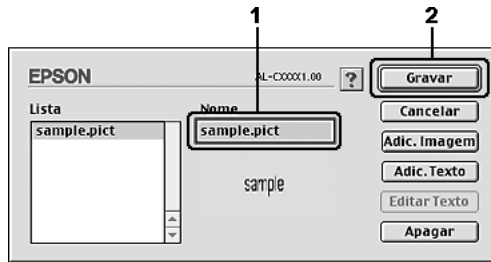 1
2
EPSON
AL-CXXXX1.00
?
Gravar
Lista
Nome
Cancelar
sample.pict
sample.pict
Adic. Imagem
sample
Adic. Texto
Editar Texto
Apagar